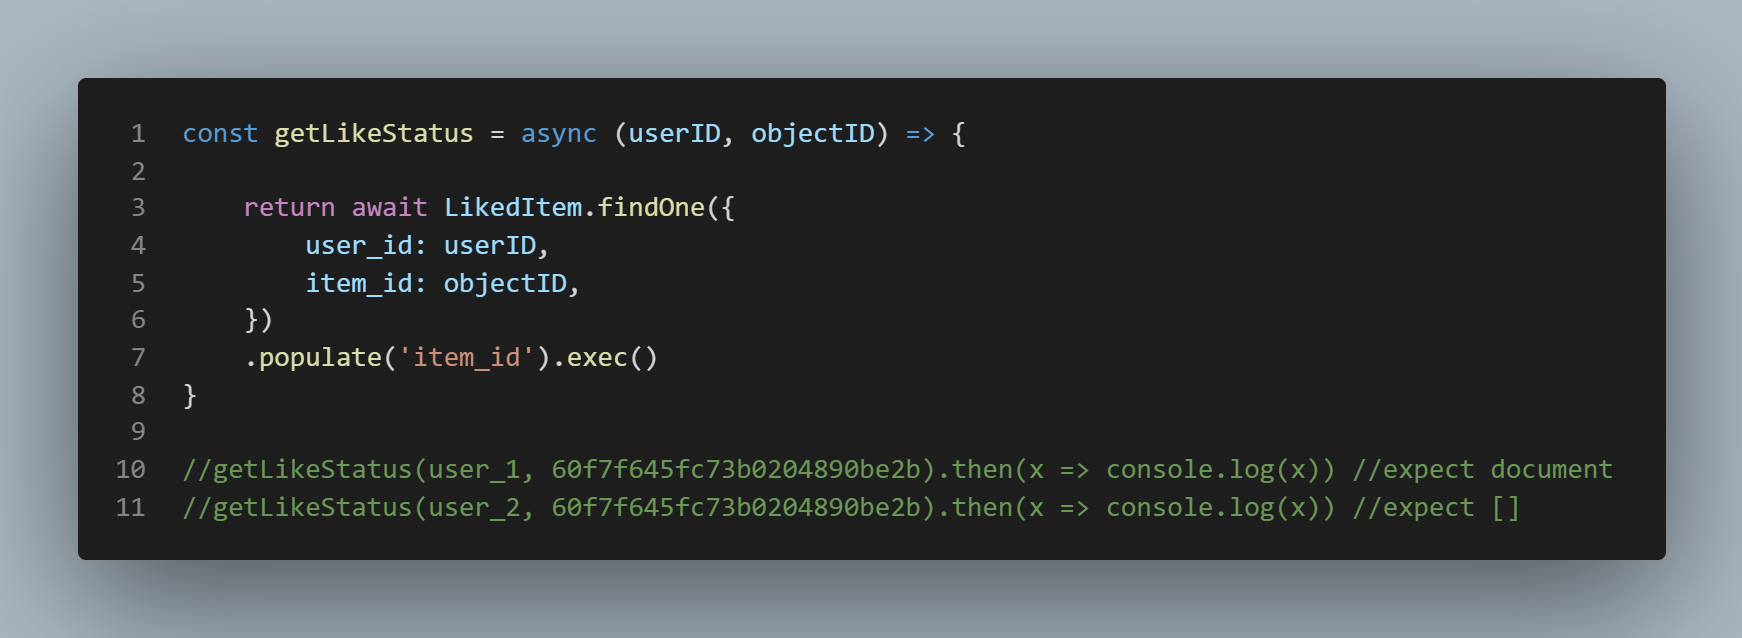 1 const getLikeStatus = async (userID, objectID) => {
2
3     return await LikedItem.findOne({
4         user_id: userID,
5         item_id: objectID,
6     })
7     .populate('item_id').exec()
8 }
9
10 //getLikeStatus(user_1, 60f7f645fc73b0204890be2b).then(x => console.log(x)) //expect document
11 //getLikeStatus(user_2, 60f7f645fc73b0204890be2b).then(x => console.log(x)) //expect []